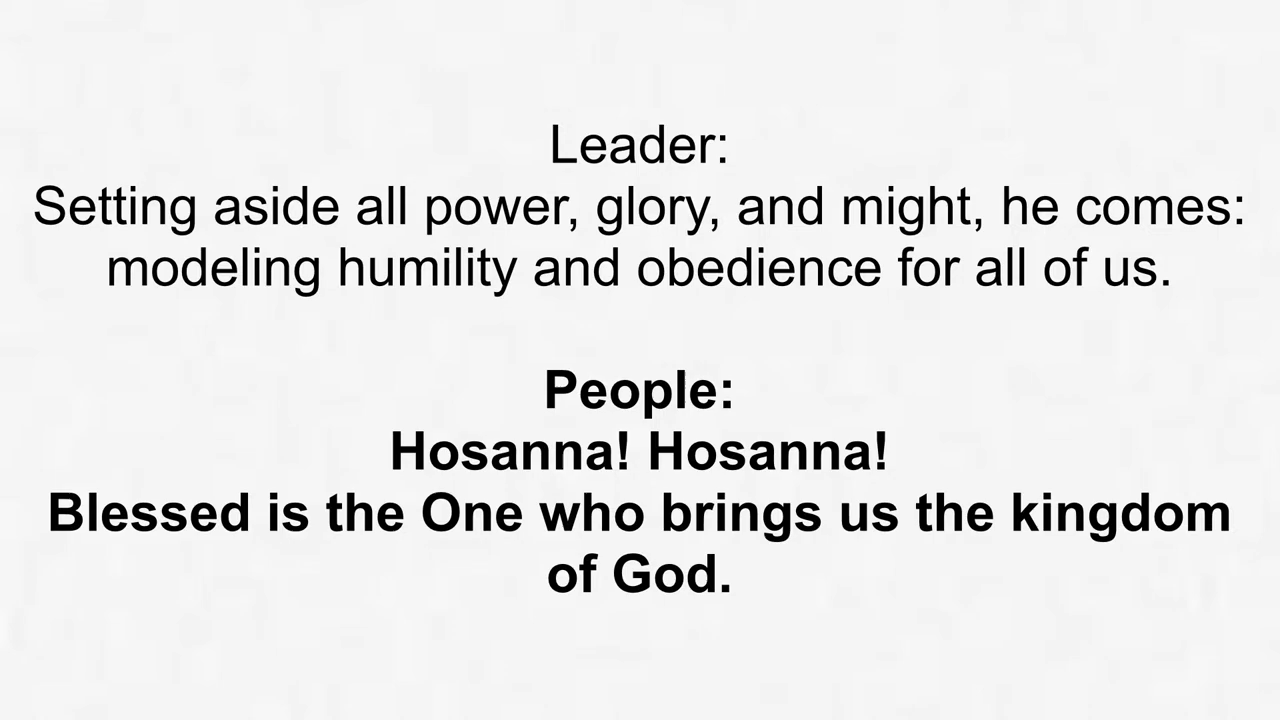 Leader:
Setting aside all power, glory, and might, he comes:
modeling humility and obedience for all of us.
People:
Hosanna! Hosanna!
Blessed is the One who brings us the kingdom
of God.